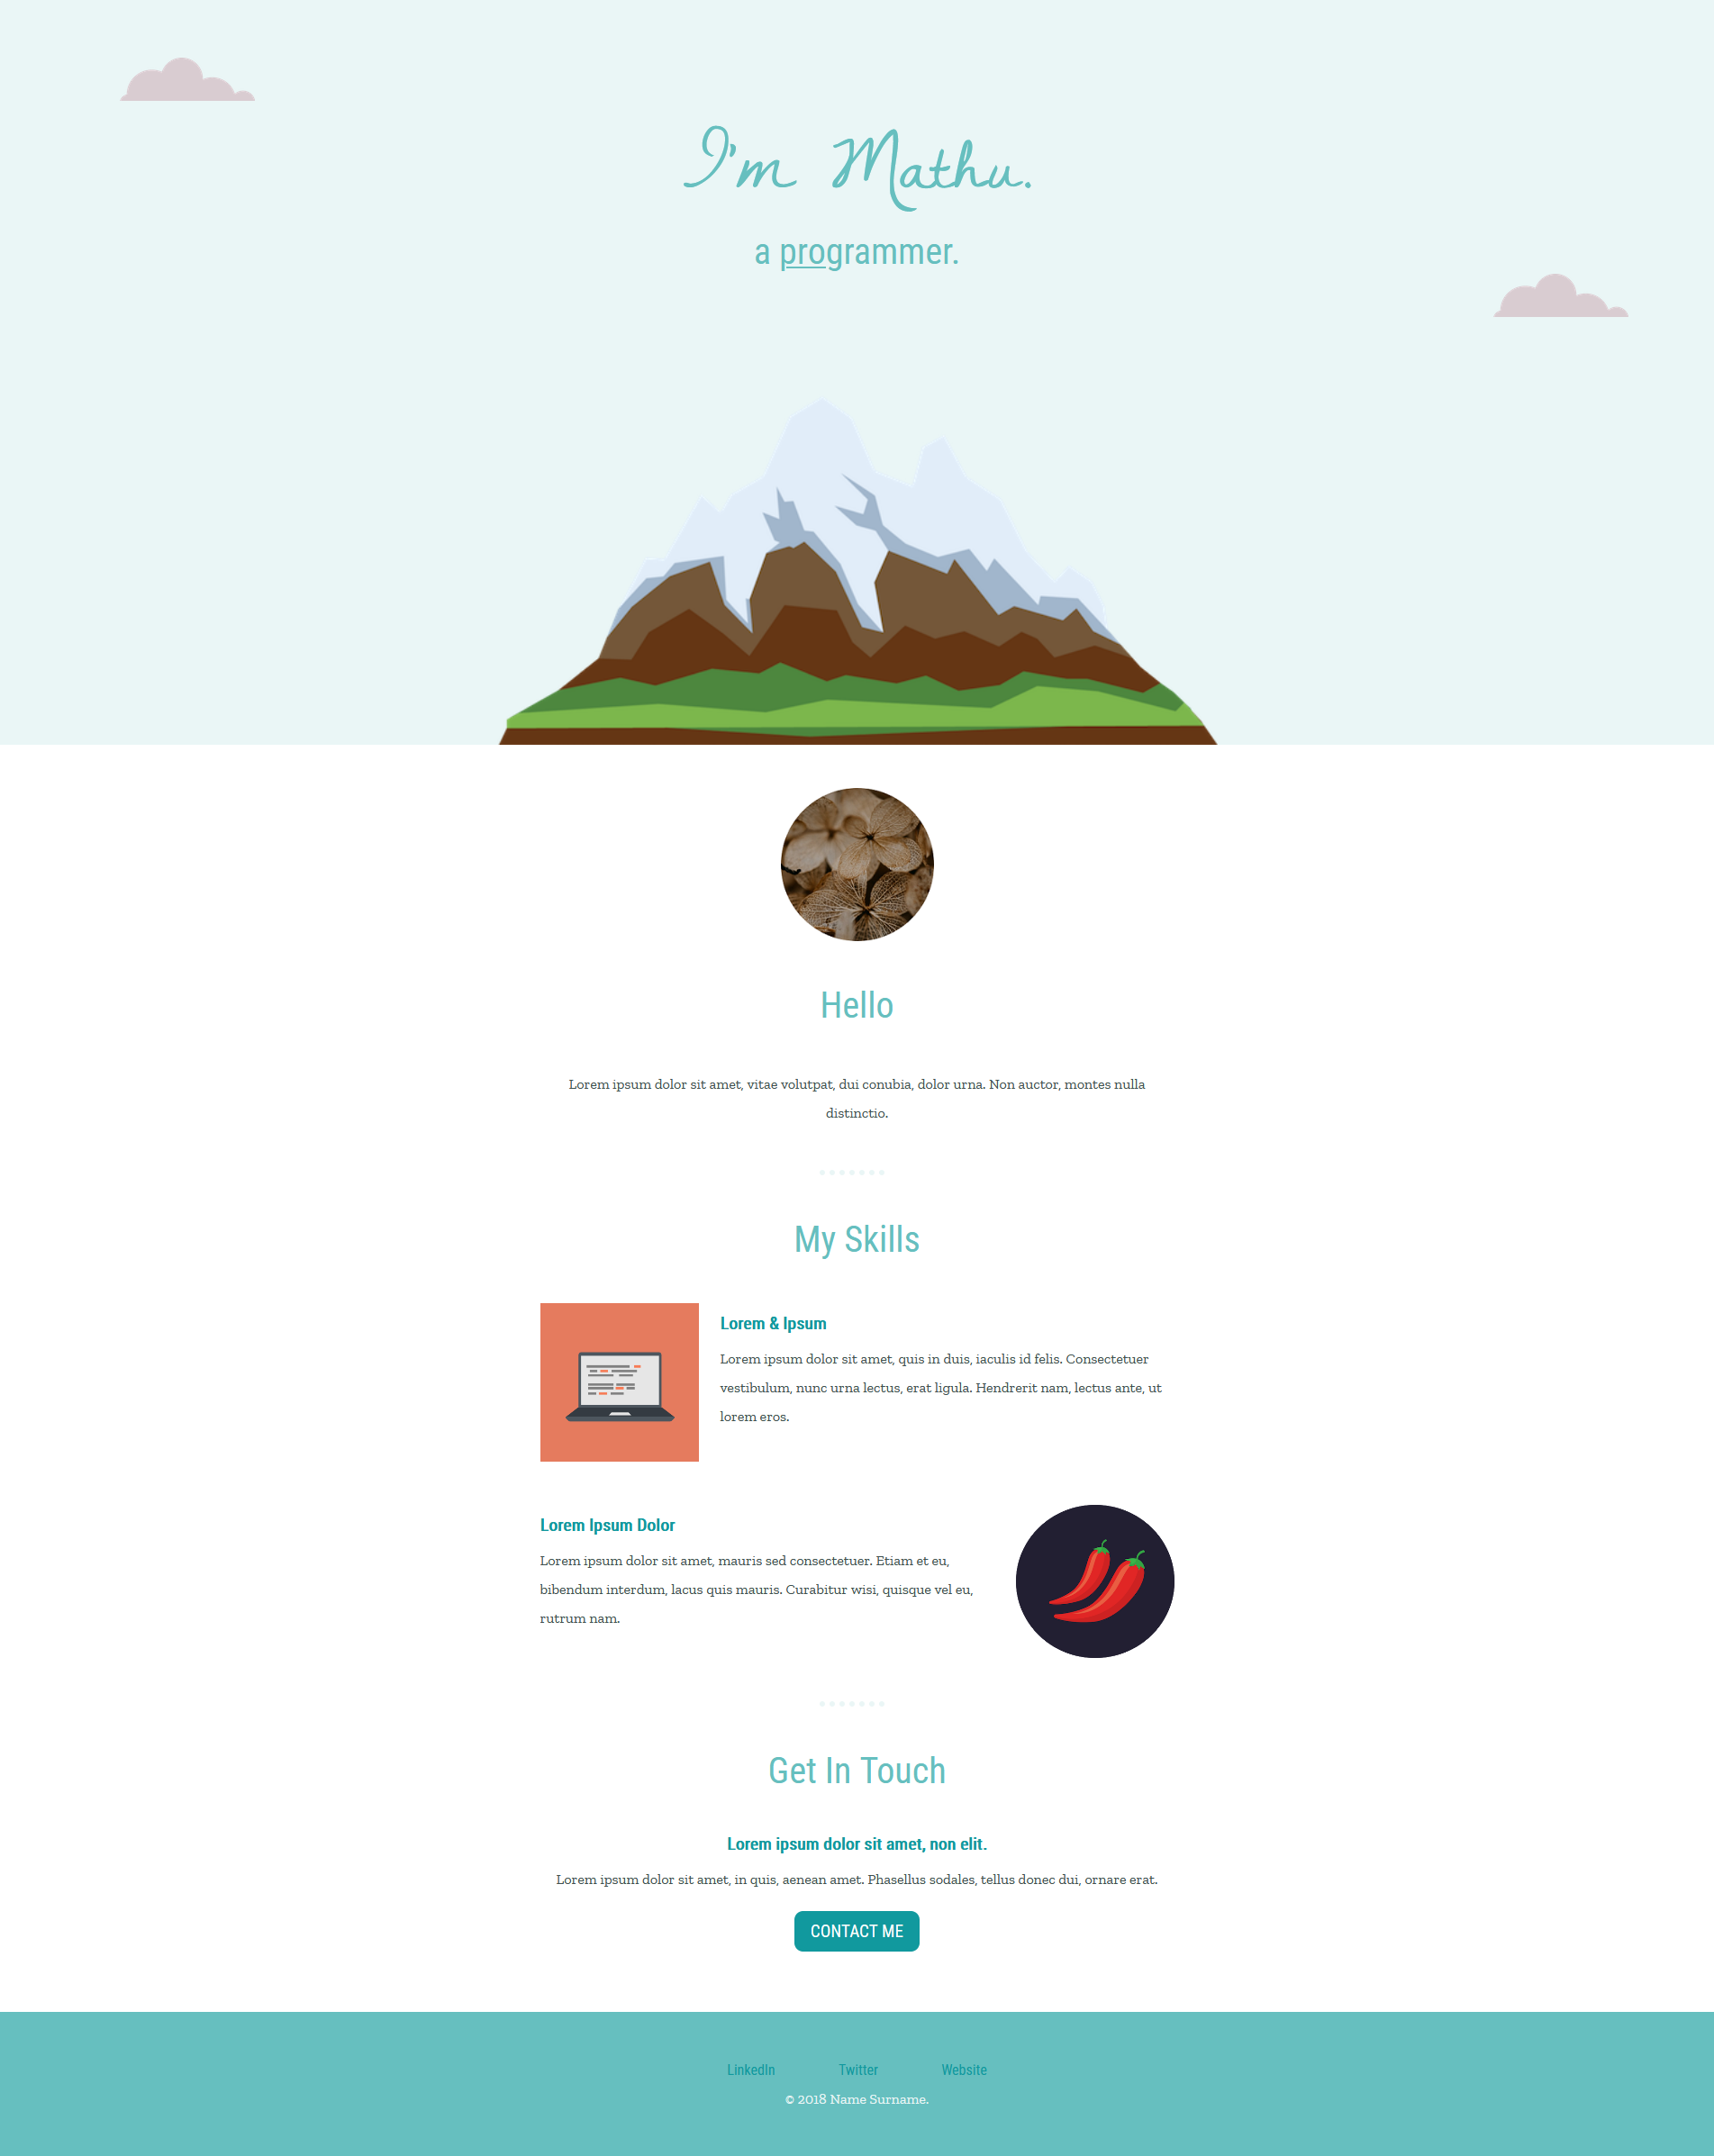 I'm Mathu.
a programmer.
Hello
Lorem ipsum dolor sit amet, vitae volutpat, dui conubia, dolor urna. Non auctor, montes nulla
distinctio.
My Skills
Lorem & Ipsum
Lorem ipsum dolor sit amet, quis in duis, iaculis id felis. Consectetuer
vestibulum, nunc urna lectus, erat ligula. Hendrerit nam, lectus ante, ut
lorem eros.
Lorem Ipsum Dolor
Lorem ipsum dolor sit amet, mauris sed consectetuer. Etiam et eu,
bibendum interdum, lacus quis mauris. Curabitur wisi, quisque vel eu,
rutrum nam.
Get In Touch
Lorem ipsum dolor sit amet, non elit.
Lorem ipsum dolor sit amet, in quis, aenean amet. Phasellus sodales, tellus donec dui, ornare erat.
CONTACT ME
LinkedIn Twitter Website
© 2018 Name Surname.